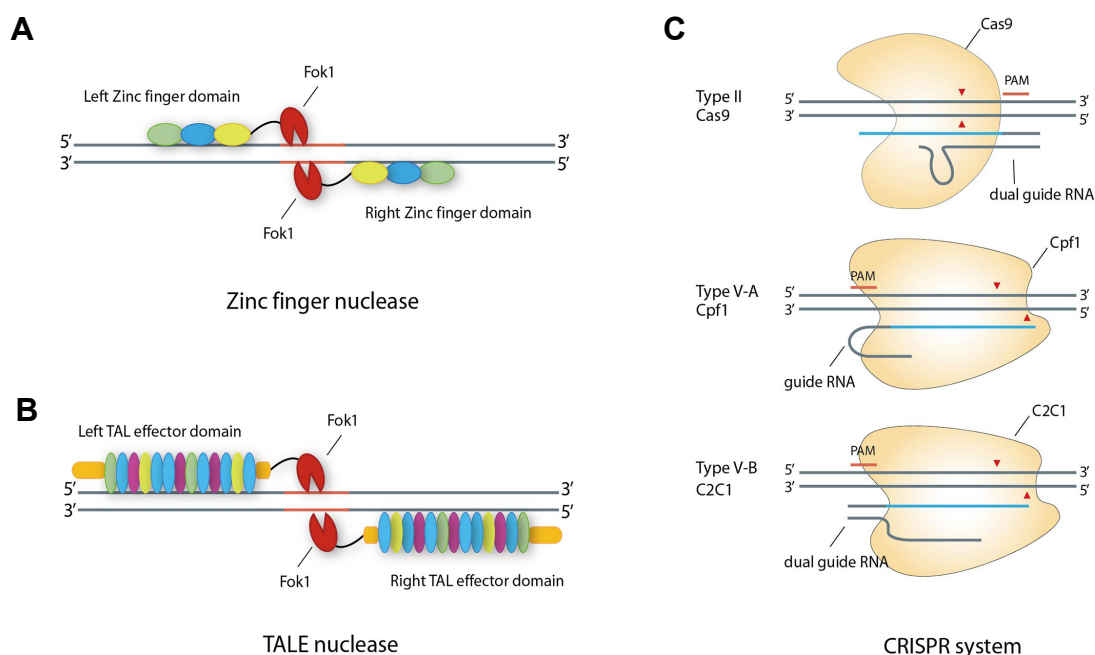 A
Fok1
Left Zinc finger domain
5′ 3′
3′ 5′
Right Zinc finger domain
Fok1
Zinc finger nuclease
B
Fok1
Left TAL effector domain
5′ 3′
3′ 5′
Fok1
Right TAL effector domain
TALE nuclease
C
Cas9
PAM
Type II
Cas9
5′ 3′
3′ 5′
dual guide RNA
Cpf1
PAM
Type V-A
Cpf1
5′ 3′
3′ 5′
guide RNA
C2C1
PAM
Type V-B
C2C1
5′ 3′
3′ 5′
dual guide RNA
CRISPR system